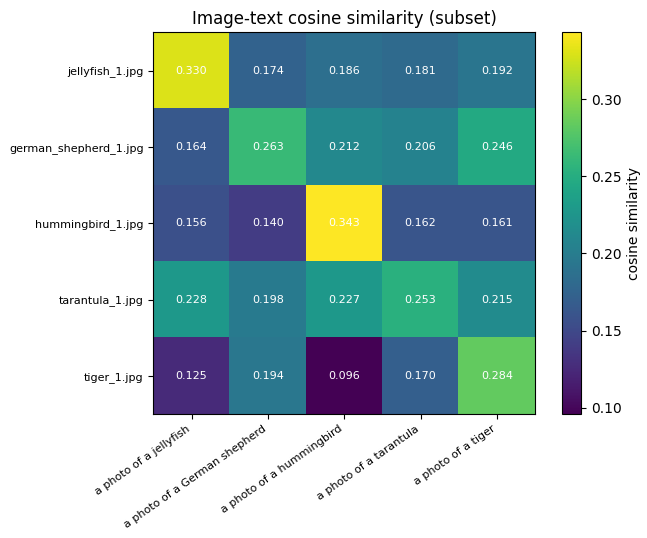 Image-text cosine similarity (subset)
jellyfish_1.jpg
0.330 0.174 0.186 0.181 0.192
german_shepherd_1.jpg
0.164 0.263 0.212 0.206 0.246
hummingbird_1.jpg
0.156 0.140 0.343 0.162 0.161
tarantula_1.jpg
0.228 0.198 0.227 0.253 0.215
tiger_1.jpg
0.125 0.194 0.096 0.170 0.284
a photo of a jellyfish
a photo of a German shepherd
a photo of a hummingbird
a photo of a tarantula
a photo of a tiger
0.30
0.25
0.20
0.15
0.10
cosine similarity